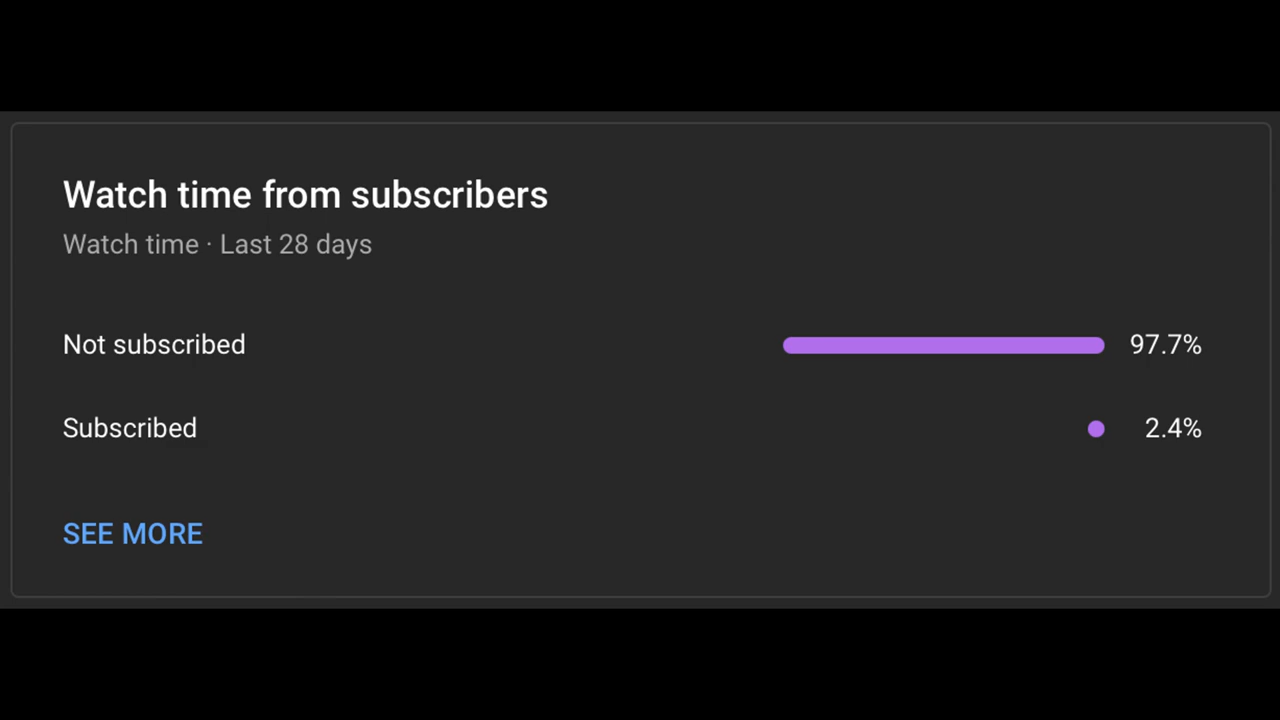 Watch time from subscribers
Watch time · Last 28 days
Not subscribed 97.7%
Subscribed 2.4%
SEE MORE